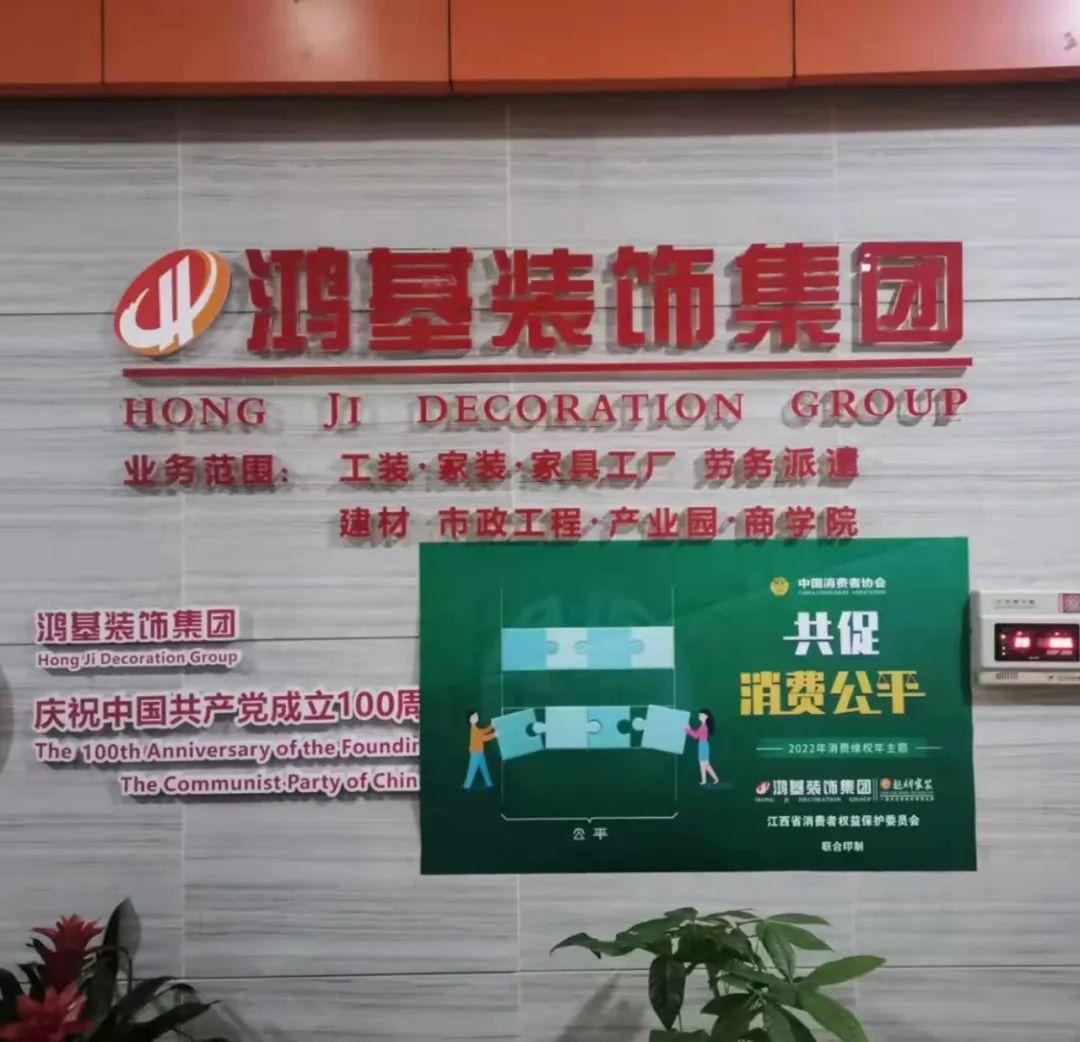 鸿基装饰集团
HONG JI DECORATION GROUP
业务范围： 工装·家装·家具工厂 劳务派遣
建材 市政工程·产业园·商学院
鸿基装饰集团
Hong Ji Decoration Group
庆祝中国共产党成立100周
The 100th Anniversary of the Foundin
The Communist Party of Chin
中国消费者协会
CHINA CONSUMERS ASSOCIATION
共促
消费公平
2022年消费维权年主题
鸿基装饰集团
HONG JI DECORATION GROUP
江西省消费者权益保护委员会
联合印制
公平